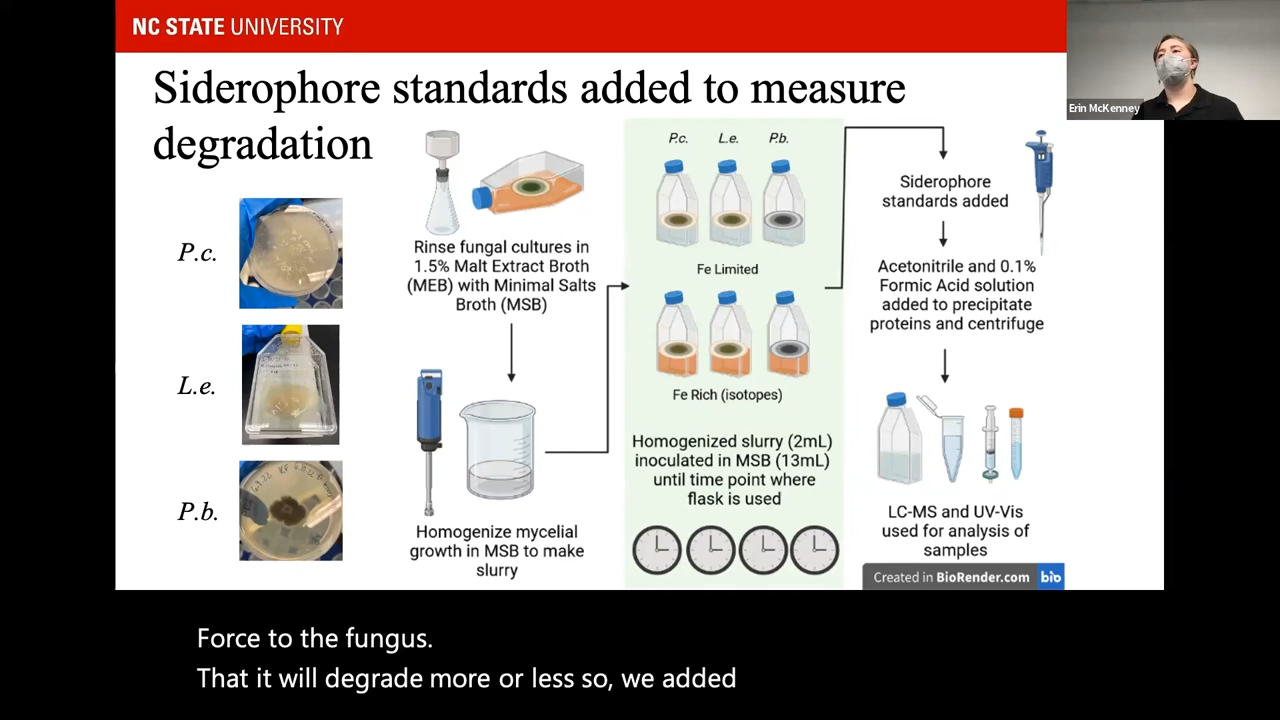 NC STATE UNIVERSITY
Erin McKenney
Siderophore standards added to measure
degradation
P.c.
L.e.
P.b.
Rinse fungal cultures in
1.5% Malt Extract Broth
(MEB) with Minimal Salts
Broth (MSB)
Homogenize mycelial
growth in MSB to make
slurry
P.c. L.e. P.b.
Fe Limited
Fe Rich (isotopes)
Homogenized slurry (2mL)
inoculated in MSB (13mL)
until time point where
flask is used
Siderophore
standards added
Acetonitrile and 0.1%
Formic Acid solution
added to precipitate
proteins and centrifuge
LC-MS and UV-Vis
used for analysis of
samples
Created in BioRender.com bio
Force to the fungus.
That it will degrade more or less so, we added